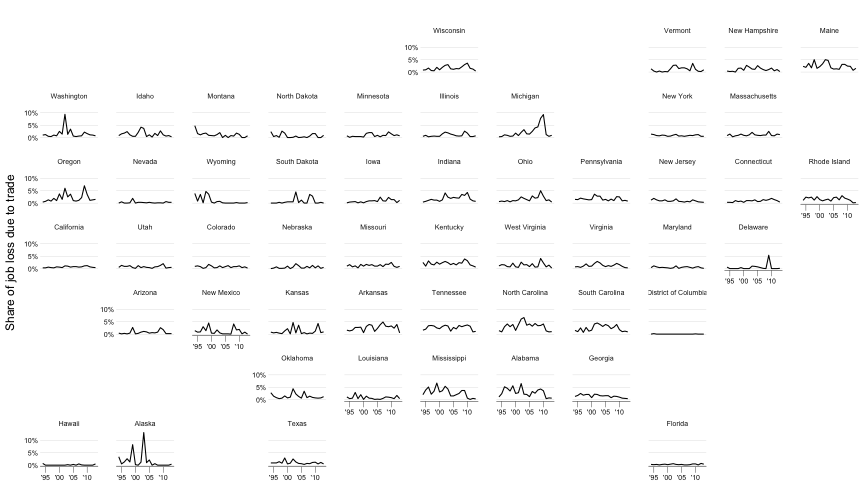 Share of job loss due to trade
Wisconsin Vermont New Hampshire Maine
10%
5%
0%
Washington Idaho Montana North Dakota Minnesota Illinois Michigan New York Massachusetts
10%
5%
0%
Oregon Nevada Wyoming South Dakota Iowa Indiana Ohio Pennsylvania New Jersey Connecticut Rhode Island
10%
5%
0%
'95 '00 '05 '10
California Utah Colorado Nebraska Missouri Kentucky West Virginia Virginia Maryland Delaware
10%
5%
0%
'95 '00 '05 '10
Arizona New Mexico Kansas Arkansas Tennessee North Carolina South Carolina District of Columbia
10%
5%
0%
'95 '00 '05 '10
Oklahoma Louisiana Mississippi Alabama Georgia
10%
5%
0%
'95 '00 '05 '10 '95 '00 '05 '10 '95 '00 '05 '10 '95 '00 '05 '10
Hawaii Alaska Texas Florida
10%
5%
0%
'95 '00 '05 '10 '95 '00 '05 '10 '95 '00 '05 '10 '95 '00 '05 '10